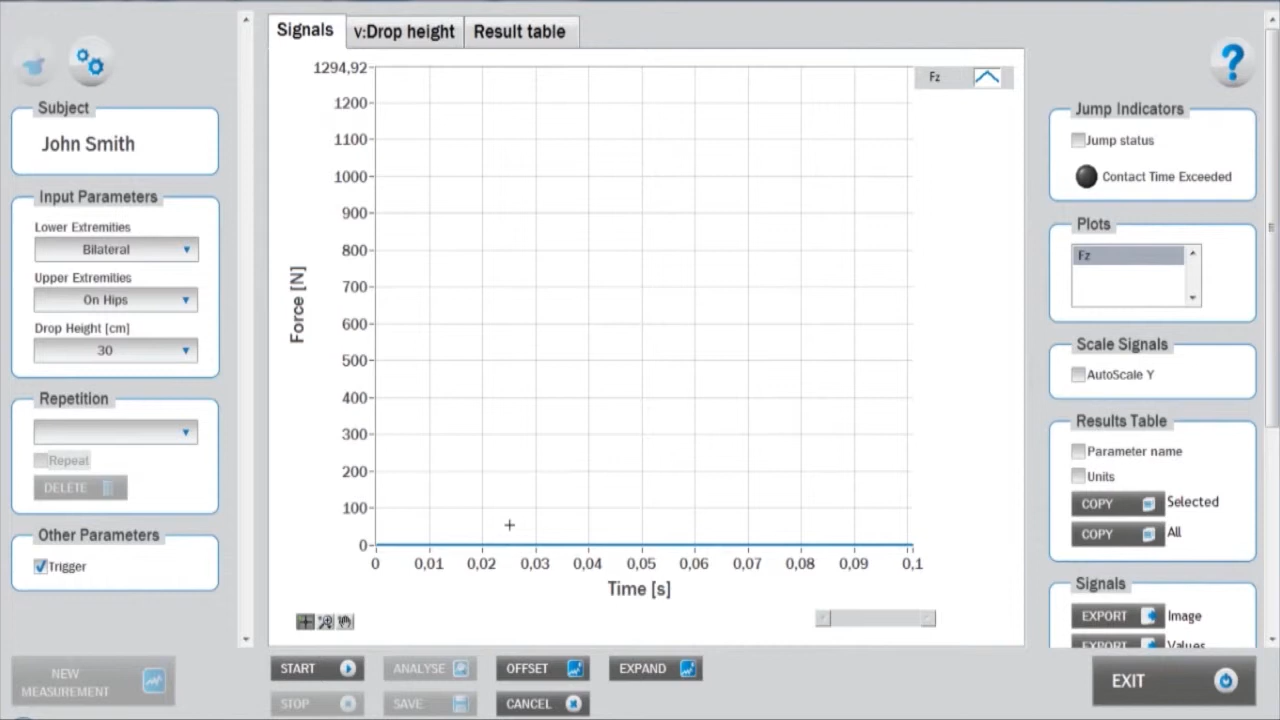 Subject
John Smith
Input Parameters
Lower Extremities
Bilateral
Upper Extremities
On Hips
Drop Height [cm]
30
Repetition
Repeat
DELETE
Other Parameters
Trigger
NEW
MEASUREMENT
Signals v:Drop height Result table
1294,92
1200
1100
1000
900
800
700
600
500
400
300
200
100
0
Force [N]
0 0,01 0,02 0,03 0,04 0,05 0,06 0,07 0,08 0,09 0,1
Time [s]
Fz
START ANALYSE OFFSET EXPAND
STOP SAVE CANCEL
?
Jump Indicators
Jump status
Contact Time Exceeded
Plots
Fz
Scale Signals
AutoScale Y
Results Table
Parameter name
Units
COPY Selected
COPY All
Signals
EXPORT Image
EXPORT Values
EXIT